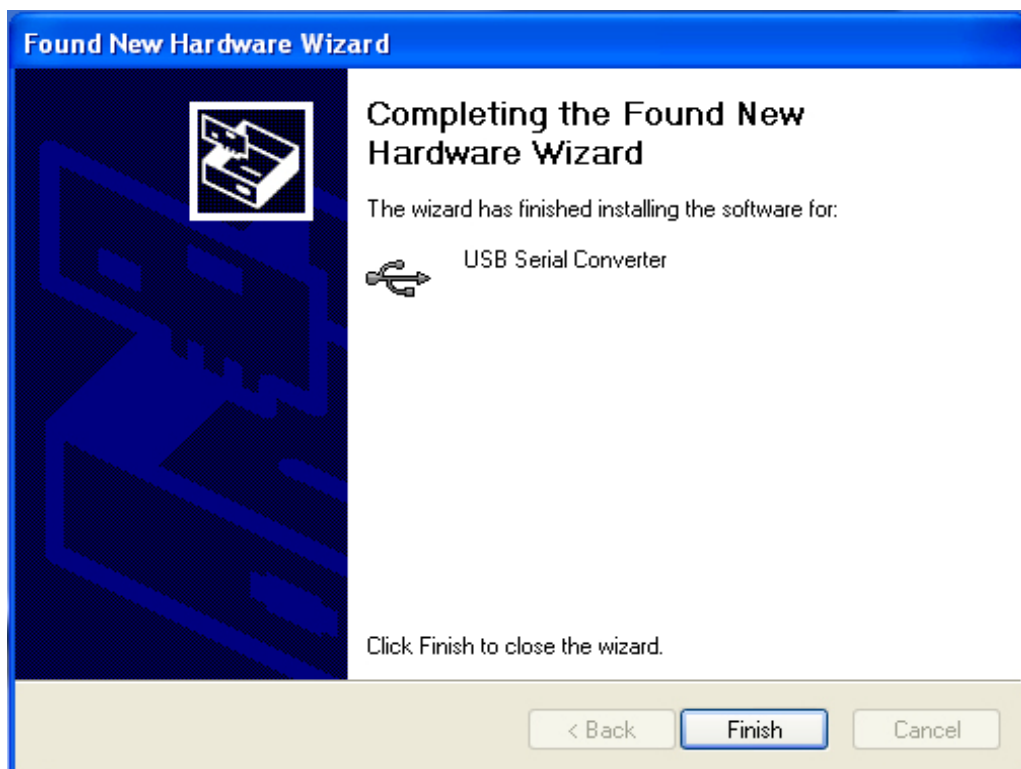 Found New Hardware Wizard
Completing the Found New
Hardware Wizard
The wizard has finished installing the software for:
USB Serial Converter
Click Finish to close the wizard.
< Back
Finish
Cancel